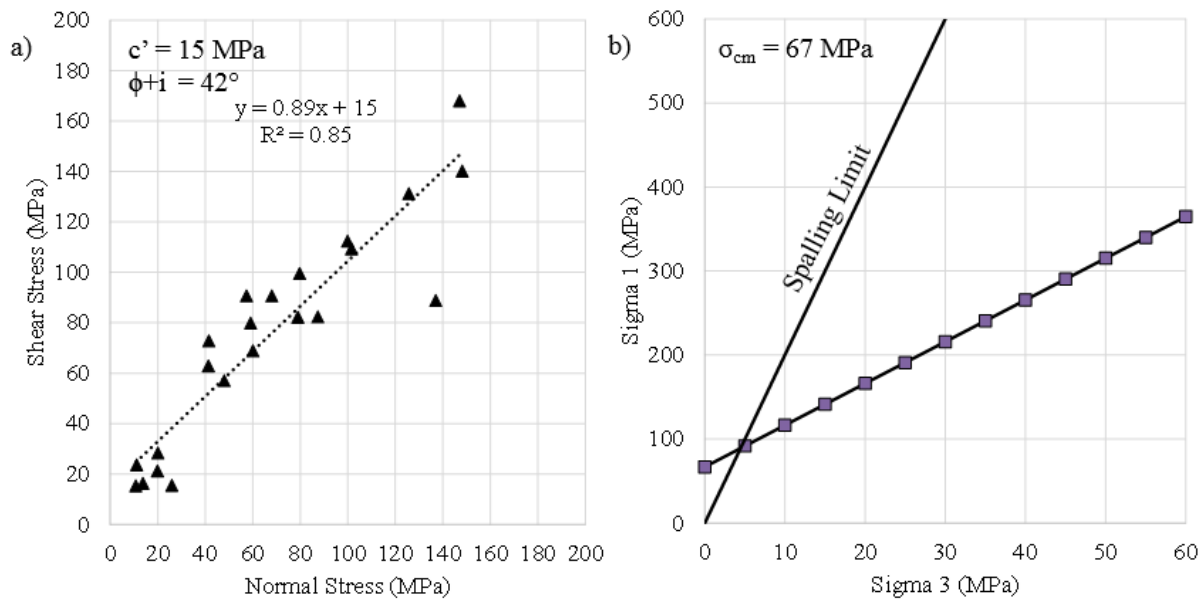 a)
c' = 15 MPa
ϕ+i = 42°
y = 0.89x + 15
R² = 0.85
Shear Stress (MPa)
200
180
160
140
120
100
80
60
40
20
0
0 20 40 60 80 100 120 140 160 180 200
Normal Stress (MPa)
b)
σcm = 67 MPa
Spalling Limit
Sigma 1 (MPa)
600
500
400
300
200
100
0
0 10 20 30 40 50 60
Sigma 3 (MPa)